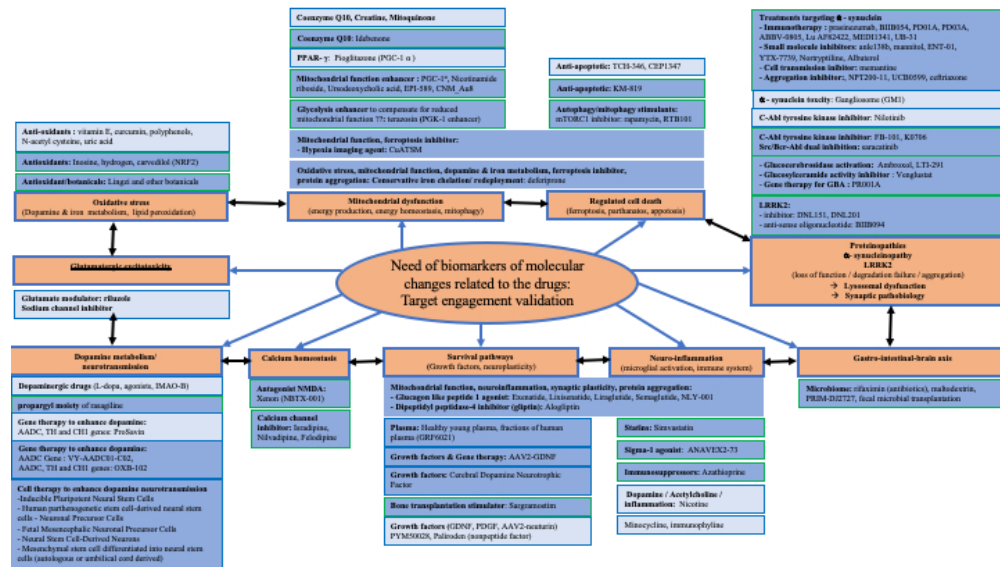 Coenzyme Q10, Creatine, Mitoquinone
Coenzyme Q10: Idebenone
PPAR- γ: Pioglitazone (PGC-1 α )
Mitochondrial function enhancer : PGC-1*, Nicotinamide
riboside, Ursodeoxycholic acid, EPI-589, CNM_Au8
Glycolysis enhancer to compensate for reduced
mitochondrial function ??: terazosin (PGK-1 enhancer)
Anti-apoptotic: TCH-346, CEP1347
Anti-apoptotic: KM-819
Autophagy/mitophagy stimulants:
mTORC1 inhibitor: rapamycin, RTB101
Mitochondrial function, ferroptosis inhibitor:
- Hypoxia imaging agent: CuATSM
Oxidative stress, mitochondrial function, dopamine & iron metabolism, ferroptosis inhibitor,
protein aggregation: Conservative iron chelation/ redeployment: deferiprone
Treatments targeting α - synuclein
- Immunotherapy : prasinezumab, BIIB054, PD01A, PD03A,
ABBV-0805, Lu AF82422, MEDI1341, UB-31
- Small molecule inhibitors: anle138b, mannitol, ENT-01,
YTX-7739, Nortriptiline, Albuterol
- Cell transmission inibitor: memantine
- Aggregation inhibitor:, NPT200-11, UCB0599, ceftriaxone
α - synuclein toxcity: Gangliosome (GM1)
C-Abl tyrosine kinase inhibitor: Nilotinib
C-Abl tyrosine kinase inhibitor: FB-101, K0706
Src/Bcr-Abl dual inhibition: saracatinib
- Glucocerebrosidase activation: Ambroxol, LTI-291
- Glucosylceramide activity inhibitor : Venglustat
- Gene therapy for GBA : PR001A
LRRK2:
- inhibitor: DNL151, DNL201
- anti-sense oligonucleotide: BIIB094
Anti-oxidants : vitamin E, curcumin, polyphenols,
N-acetyl cysteine, uric acid
Antioxidants: Inosine, hydrogen, carvedilol (NRF2)
Antioxidant/botanicals: Lingzi and other botanicals
Oxidative stress
(Dopamine & iron metabolism, lipid peroxidation)
Mitochondrial dysfunction
(energy production, energy homeostasis, mitophagy)
Regulated cell death
(ferroptosis, parthanatos, appotosis)
Proteinopathies
α- synucleinopathy
LRRK2
(loss of function / degradation failure / aggregation)
→ Lysosomal dysfunction
→ Synaptic pathobiology
Glutamatergic excitotoxicity
Glutamate modulator: riluzole
Sodium channel inhibitor
Need of biomarkers of molecular
changes related to the drugs:
Target engagement validation
Dopamine metabolism/
neurotransmission
Calcium homeostasis
Survival pathways
(Growth factors, neuroplasticity)
Neuro-inflammation
(microglial activation, immune system)
Gastro-intestinal-brain axis
Dopaminergic drugs (L-dopa, agonists, IMAO-B)
propargyl moiety of rasagiline
Gene therapy to enhance dopamine:
AADC, TH and CH1 genes: ProSavin
Gene therapy to enhance dopamine:
AADC Gene : VY-AADC01-C02,
AADC, TH and CH1 genes: OXB-102
Cell therapy to enhance dopamine neurotransmission
-Inducible Pluripotent Neural Stem Cells
- Human parthenogenetic stem cell-derived neural stem
cells - Neuronal Precursor Cells
- Fetal Mesencephalic Neuronal Precursor Cells
- Neural Stem Cell-Derived Neurons
- Mesenchymal stem cell differentiated into neural stem
cells (autologous or umbilical cord derived)
Antagonist NMDA:
Xenon (NBTX-001)
Calcium channel
inhibitor: Isradipine,
Nilvadipine, Felodipine
Mitochondrial function, neuroinflammation, synaptic plasticity, protein aggregation:
- Glucagon like peptide 1 agonist: Exenatide, Lixisenatide, Liraglutide, Semaglutide, NLY-001
- Dipeptidyl peptidase-4 inhibitor (gliptin): Alogliptin
Plasma: Healthy young plasma, fractions of human
plasma (GRF6021)
Growth factors & Gene therapy: AAV2-GDNF
Growth factors: Cerebral Dopamine Neurotrophic
Factor
Bone transplantation stimulator: Sargramostim
Growth factors (GDNF, PDGF, AAV2-neuturin)
PYM50028, Paliroden (nonpeptide factor)
Statins: Simvastatin
Sigma-1 agonist: ANAVEX2-73
Immunosuppressors: Azathioprine
Dopamine / Acetylcholine /
inflammation: Nicotine
Minocycline, immunophyline
Microbiome: rifaximin (antibiotics), maltodextrin,
PRIM-DJ2727, fecal microbial transplantation